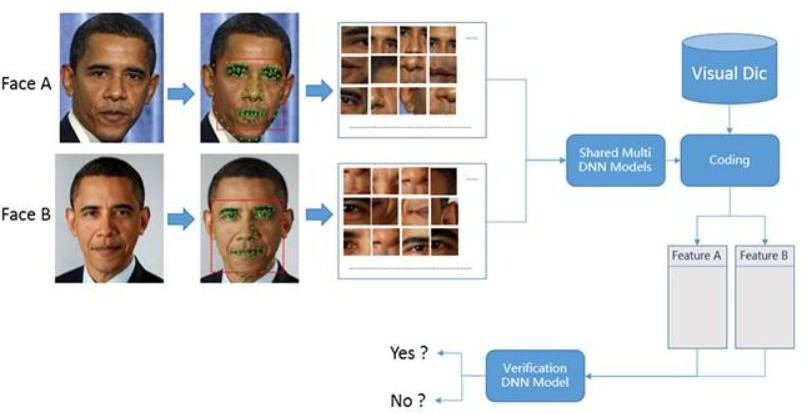 Face A
Visual Dic
Shared Multi
DNN Models
Coding
Face B
Feature A
Feature B
Yes ?
Verification
DNN Model
No ?